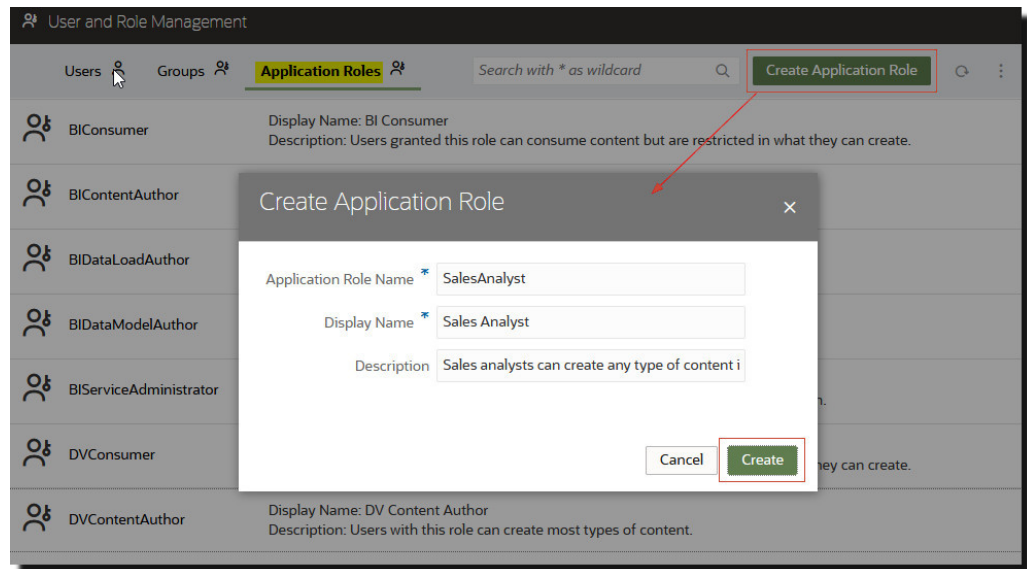 User and Role Management
Users Groups Application Roles Search with * as wildcard Create Application Role
BIConsumer
Display Name: BI Consumer
Description: Users granted this role can consume content but are restricted in what they can create.
BIContentAuthor
BIDataLoadAuthor
BIDataModelAuthor
BIServiceAdministrator
n.
DVConsumer
hey can create.
DVContentAuthor
Display Name: DV Content Author
Description: Users with this role can create most types of content.
Create Application Role
Application Role Name * SalesAnalyst
Display Name * Sales Analyst
Description Sales analysts can create any type of content i
Cancel Create